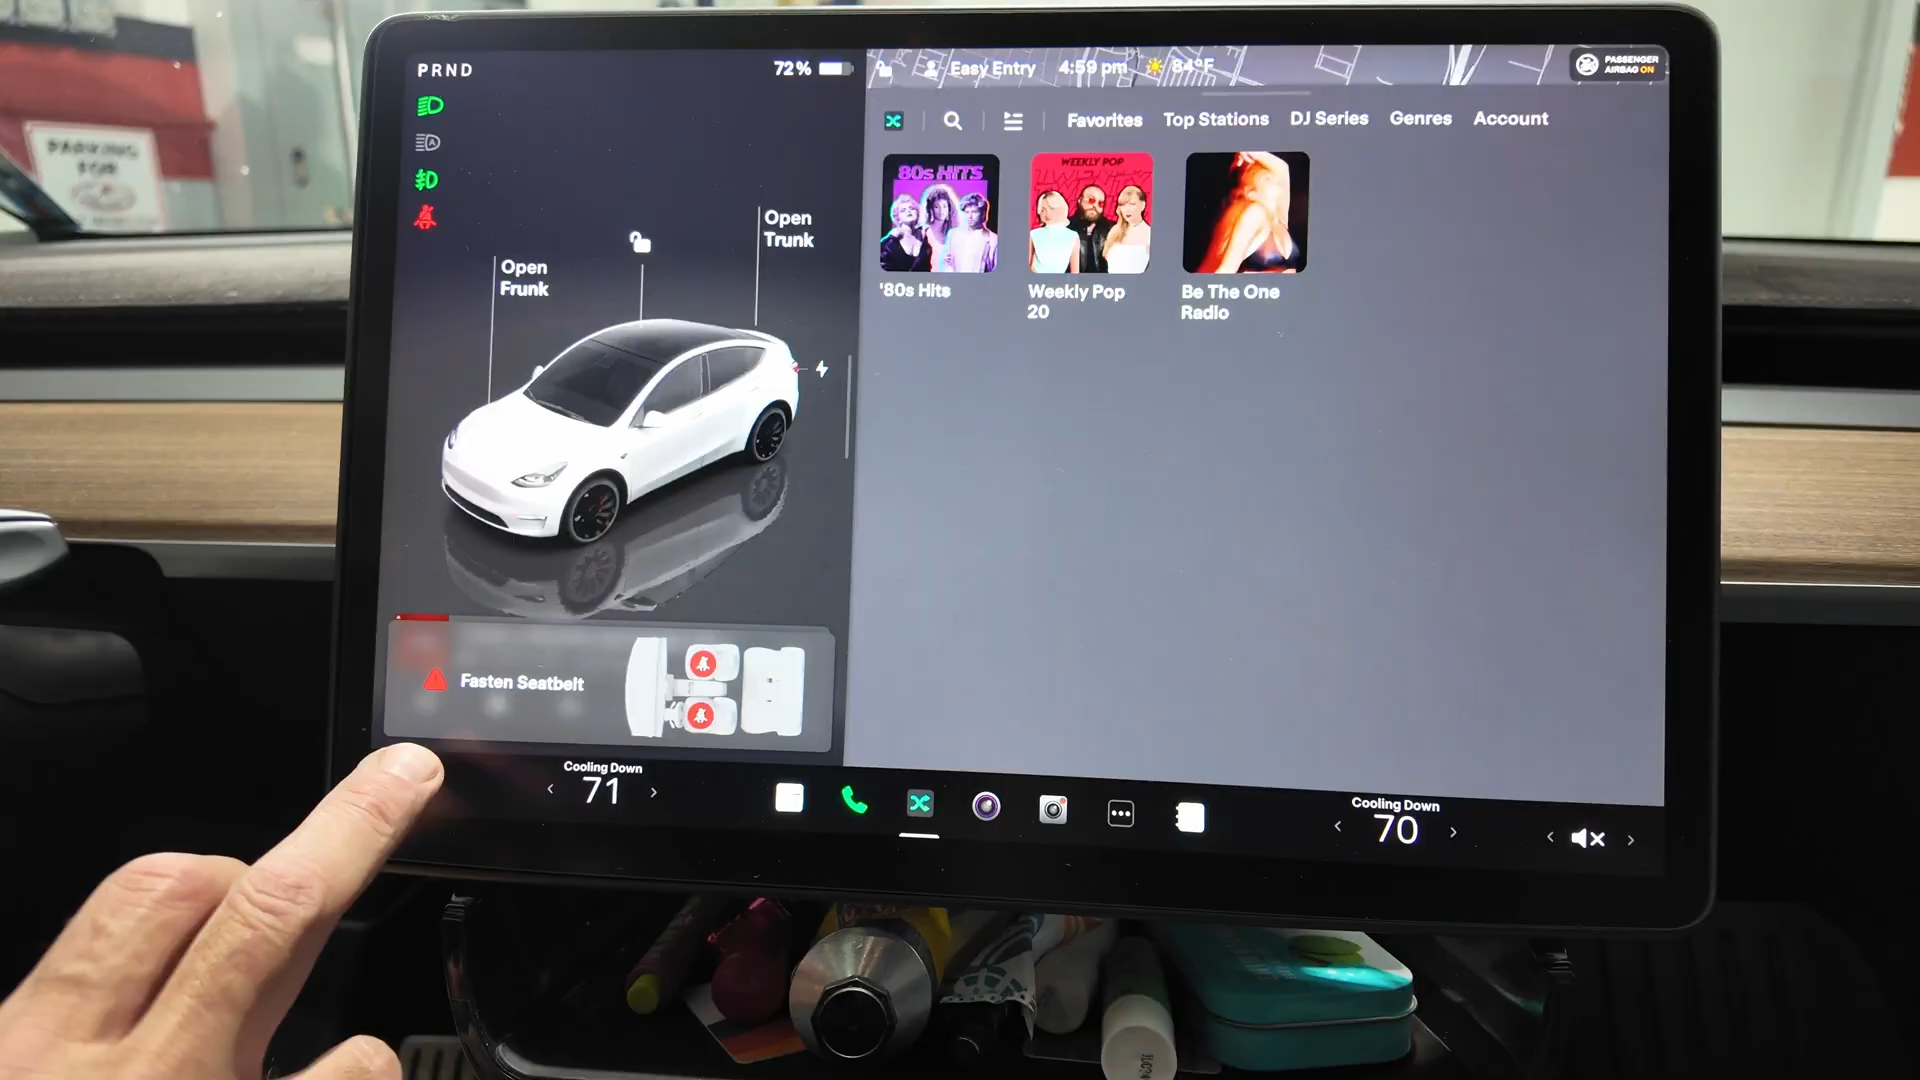 PARKING
FOR
PRND
72%
Easy Entry
4:59 pm
84°F
PASSENGER
AIRBAG ON
Favorites
Top Stations
DJ Series
Genres
Account
80s HITS
WEEKLY POP
'80s Hits
Weekly Pop
20
Be The One
Radio
Open
Trunk
Open
Frunk
A
Fasten Seatbelt
Cooling Down
71
Cooling Down
70